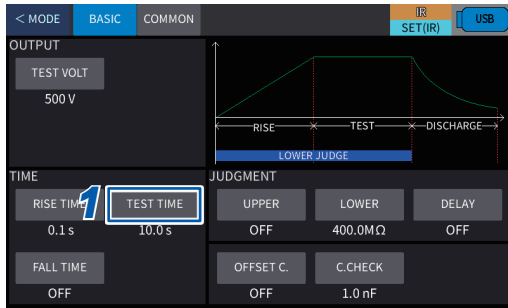 < MODE BASIC COMMON IR SET(IR) USB
OUTPUT
TEST VOLT
500 V
RISE TEST DISCHARGE
LOWER JUDGE
TIME JUDGMENT
RISE TIME 1 TEST TIME UPPER LOWER DELAY
0.1 s 10.0 s OFF 400.0MΩ OFF
FALL TIME OFFSET C. C.CHECK
OFF OFF 1.0 nF